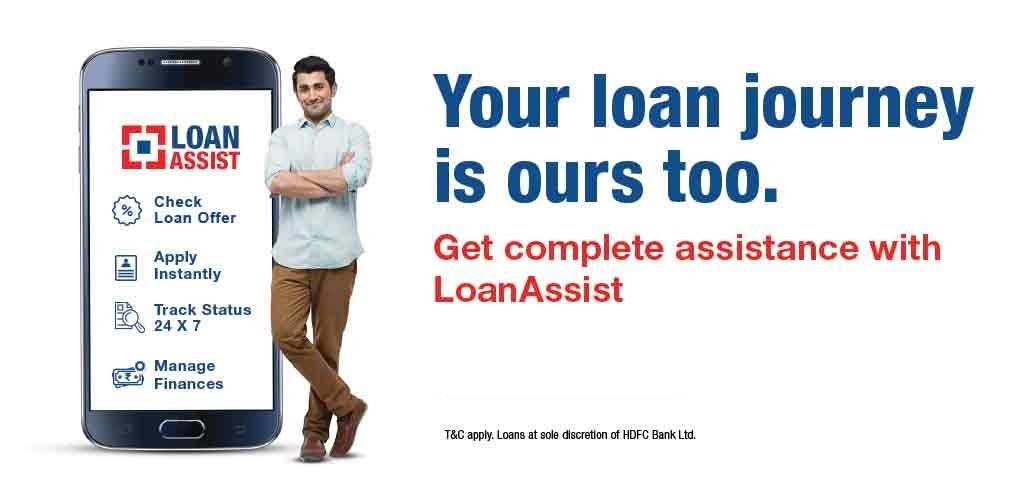 LOAN
ASSIST
Check
Loan Offer
Apply
Instantly
Track Status
24 X 7
Manage
Finances
Your loan journey
is ours too.
Get complete assistance with
LoanAssist
T&C apply. Loans at sole discretion of HDFC Bank Ltd.